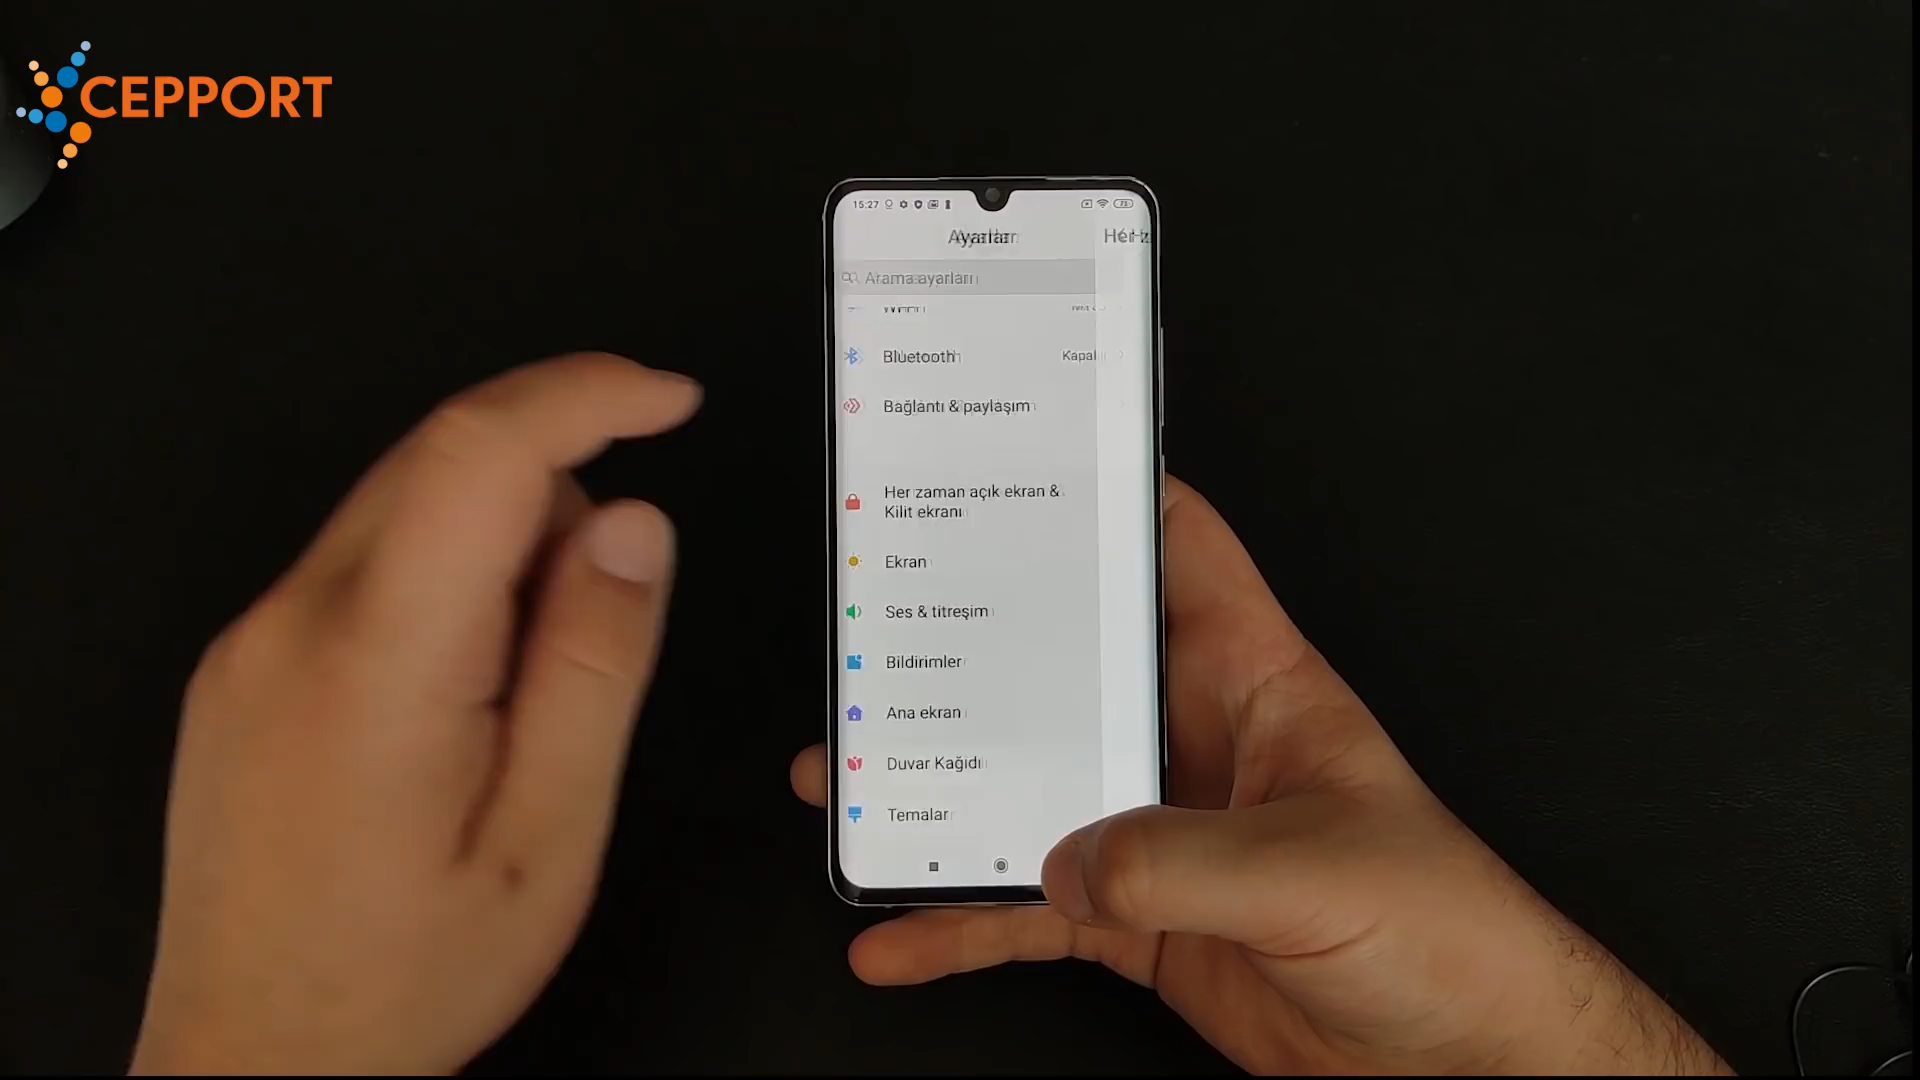 CEPPORT
15:27
Ayarlar
Her z
Arama ayarları
Bluetooth
Kapalı
Bağlantı & paylaşım
Her zaman açık ekran &
Kilit ekranı
Ekran
Ses & titreşim
Bildirimler
Ana ekran
Duvar Kağıdı
Temalar